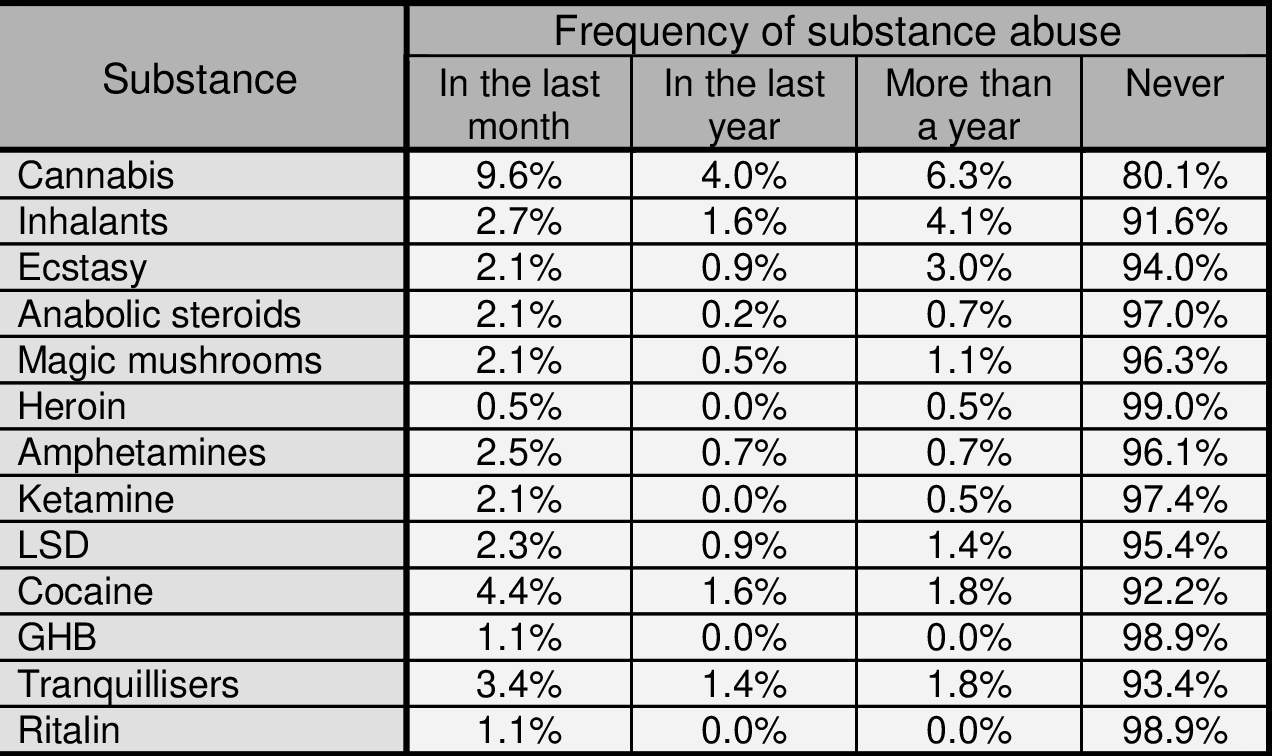 Substance
Frequency of substance abuse
In the last month
In the last year
More than a year
Never
Cannabis 9.6% 4.0% 6.3% 80.1%
Inhalants 2.7% 1.6% 4.1% 91.6%
Ecstasy 2.1% 0.9% 3.0% 94.0%
Anabolic steroids 2.1% 0.2% 0.7% 97.0%
Magic mushrooms 2.1% 0.5% 1.1% 96.3%
Heroin 0.5% 0.0% 0.5% 99.0%
Amphetamines 2.5% 0.7% 0.7% 96.1%
Ketamine 2.1% 0.0% 0.5% 97.4%
LSD 2.3% 0.9% 1.4% 95.4%
Cocaine 4.4% 1.6% 1.8% 92.2%
GHB 1.1% 0.0% 0.0% 98.9%
Tranquillisers 3.4% 1.4% 1.8% 93.4%
Ritalin 1.1% 0.0% 0.0% 98.9%